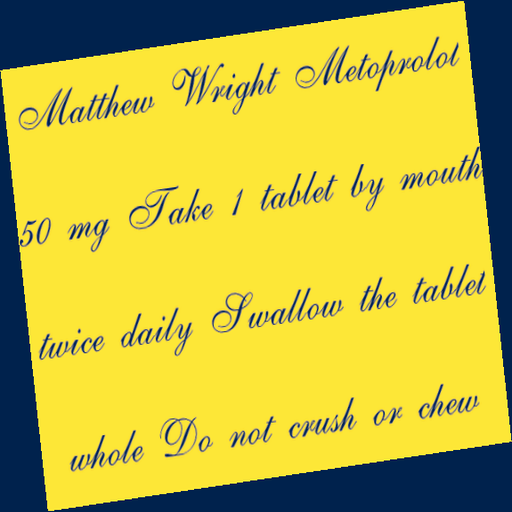 Matthew Wright Metoprolol
50 mg Take 1 tablet by mouth
twice daily Swallow the tablet
whole Do not crush or chew